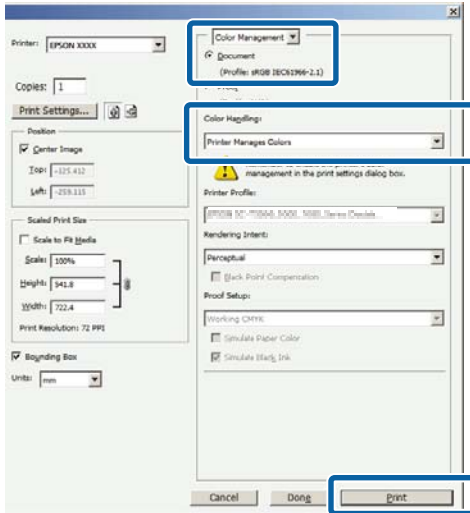 Printer: EPSON XXXX
Copies: 1
Print Settings...
Position
Center Image
Top: -125.412
Left: -259.115
Scaled Print Size
Scale to Fit Media
Scale: 100%
Height: 541.8
Width: 722.4
Print Resolution: 72 PPI
Bounding Box
Units: mm
Color Management
Document
(Profile: sRGB IEC61966-2.1)
Color Handling:
Printer Manages Colors
management in the print settings dialog box.
Printer Profile:
Rendering Intent:
Perceptual
Black Point Compensation
Proof Setup:
Working CMYK
Simulate Paper Color
Simulate Black Ink
Cancel
Done
Print